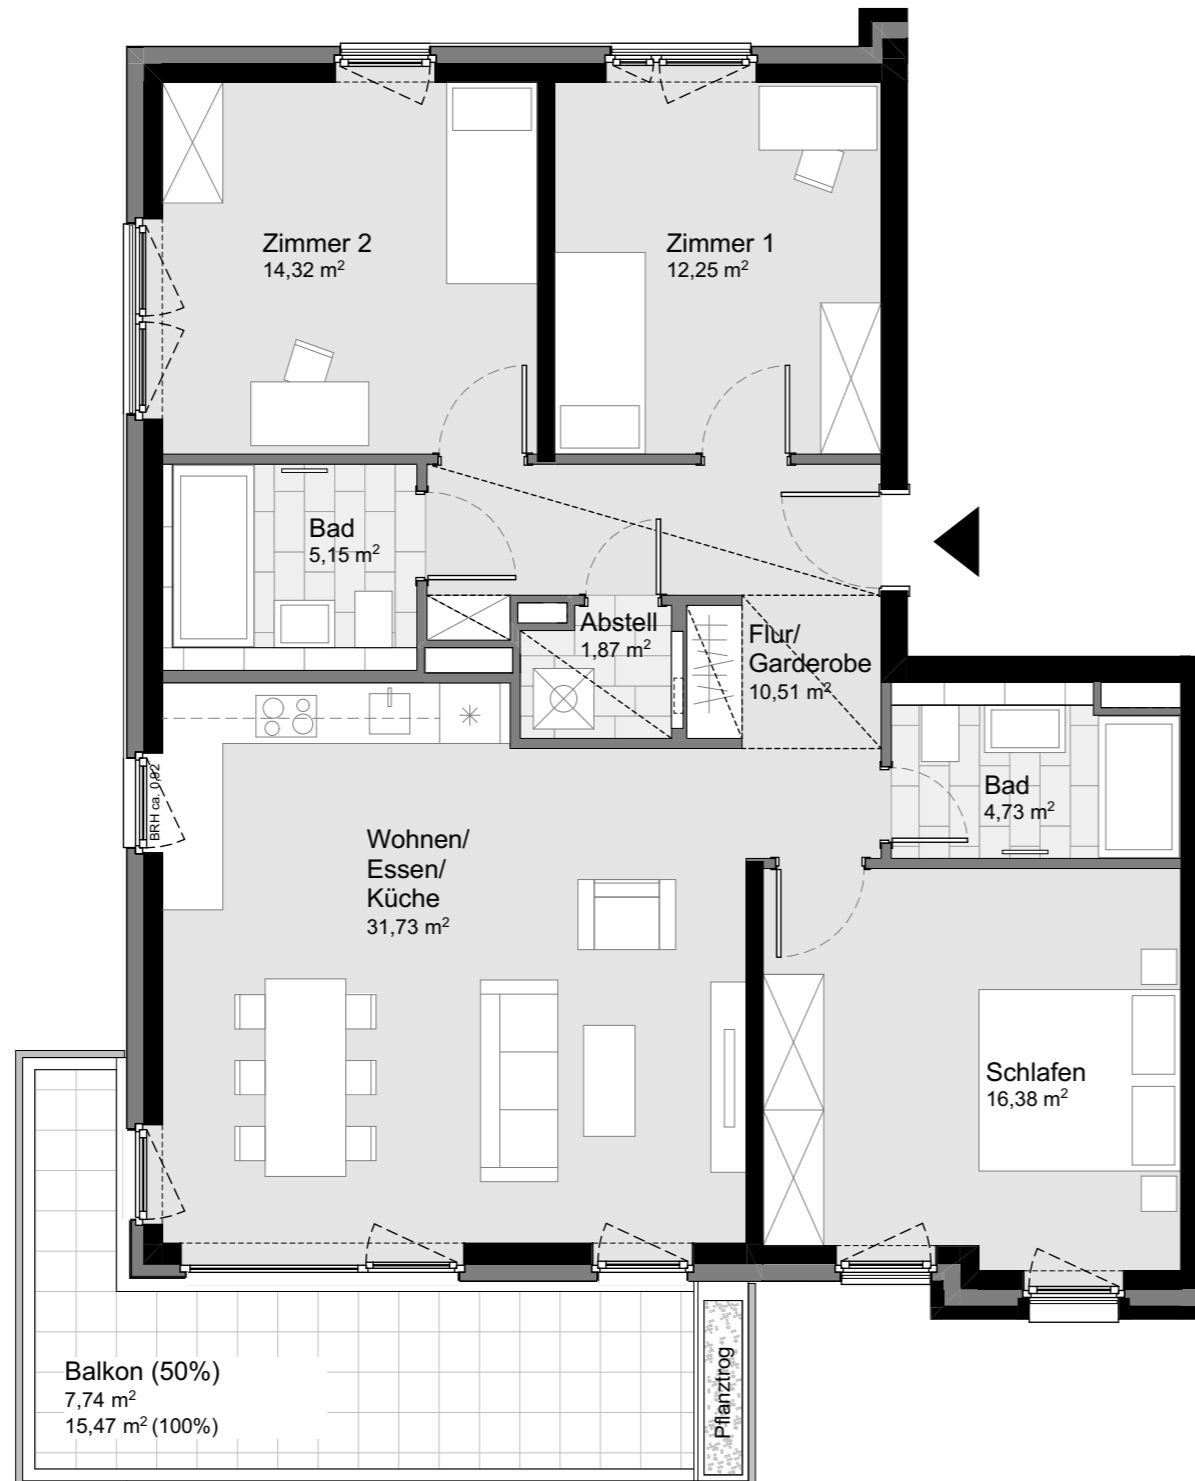 Zimmer 2
14,32 m²
Zimmer 1
12,25 m²
Bad
5,15 m²
Abstell
1,87 m²
Flur/
Garderobe
10,51 m²
BRH ca. 0,92
Wohnen/
Essen/
Küche
31,73 m²
Bad
4,73 m²
Schlafen
16,38 m²
Balkon (50%)
7,74 m²
15,47 m² (100%)
Pflanztrog